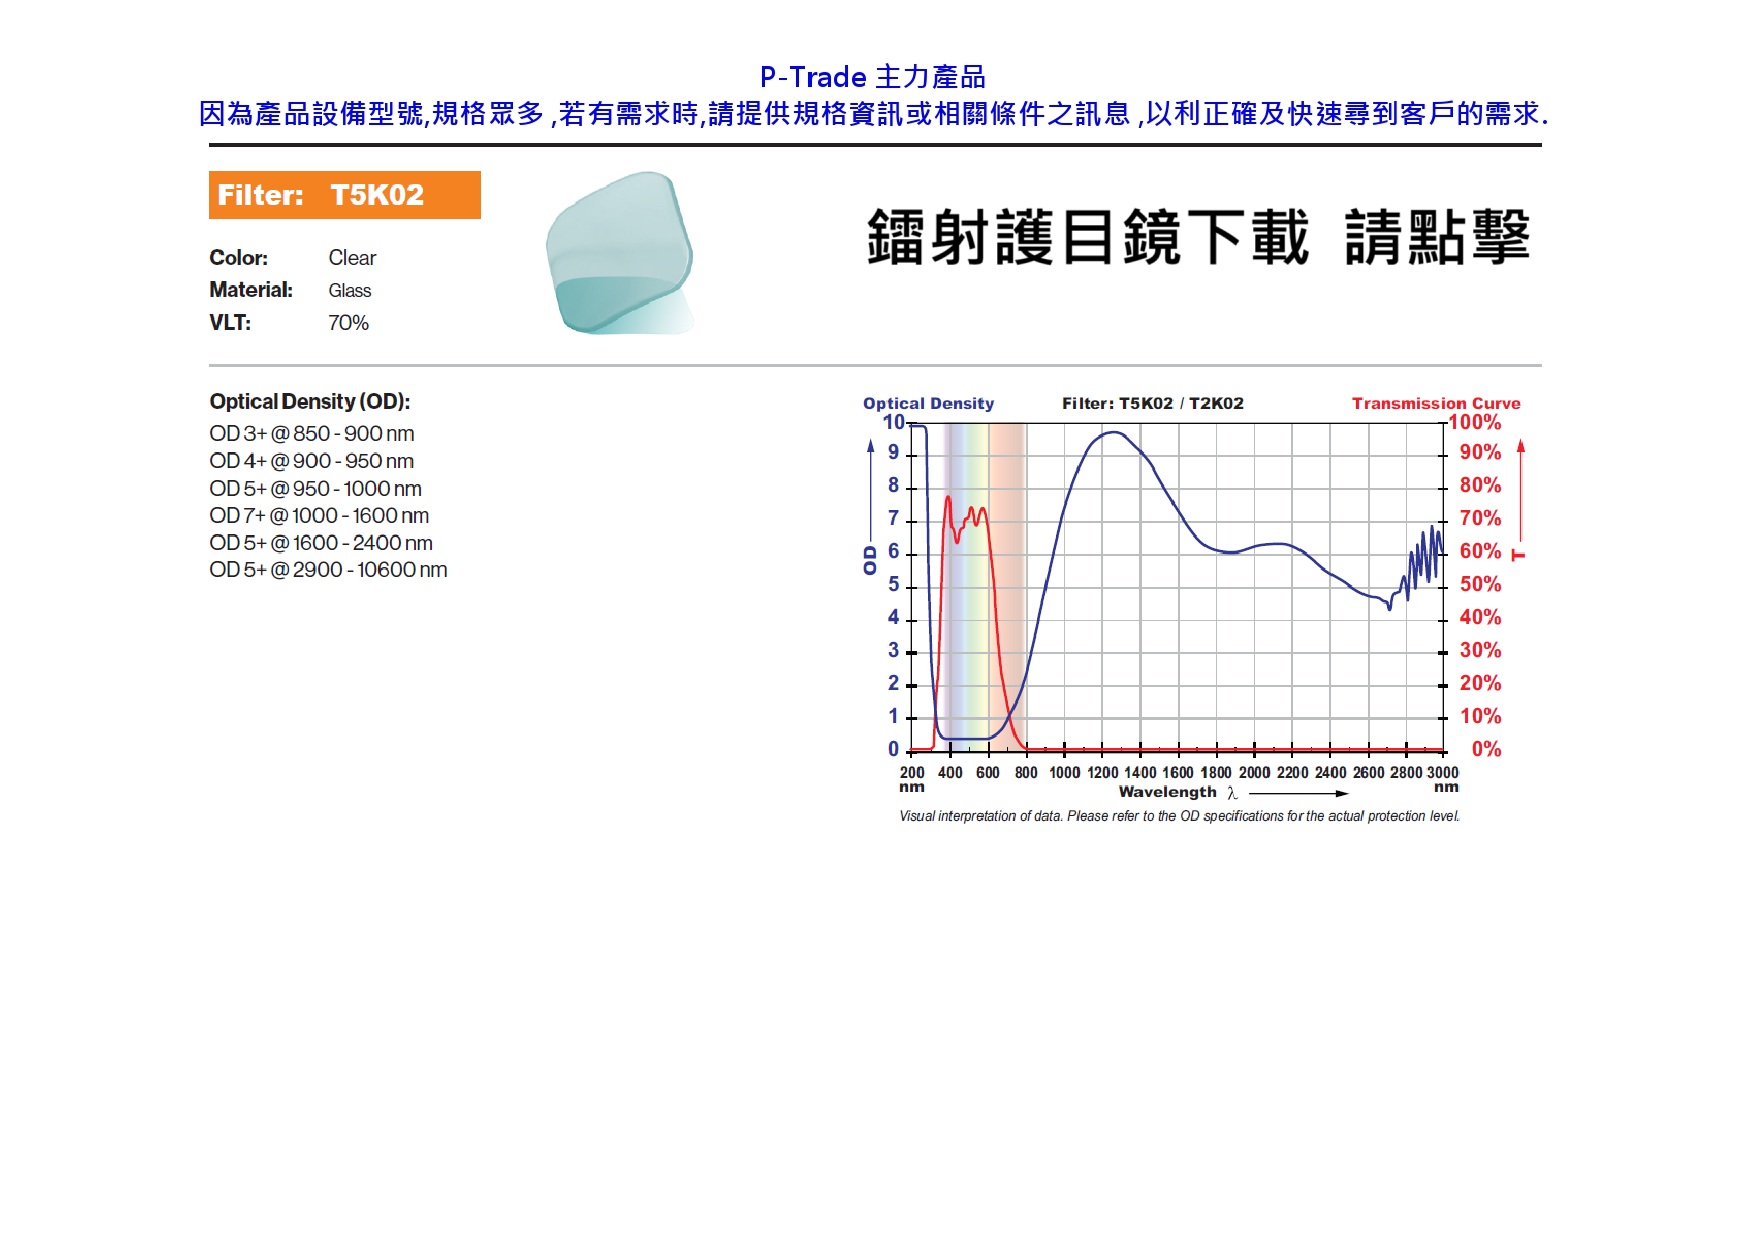 P-Trade 主力產品
因為產品設備型號,規格眾多 ,若有需求時,請提供規格資訊或相關條件之訊息 ,以利正確及快速尋到客戶的需求.
Filter: T5K02
鐳射護目鏡下載 請點擊
Color: Clear
Material: Glass
VLT: 70%
Optical Density (OD):
OD 3+ @ 850 - 900 nm
OD 4+ @ 900 - 950 nm
OD 5+ @ 950 - 1000 nm
OD 7+ @ 1000 - 1600 nm
OD 5+ @ 1600 - 2400 nm
OD 5+ @ 2900 - 10600 nm
Optical Density Filter: T5K02 / T2K02 Transmission Curve
10 100%
9 90%
8 80%
7 70%
6 60%
5 50%
4 40%
3 30%
2 20%
1 10%
0 0%
OD
T
200 400 600 800 1000 1200 1400 1600 1800 2000 2200 2400 2600 2800 3000
nm nm
Wavelength λ
Visual interpretation of data. Please refer to the OD specifications for the actual protection level.